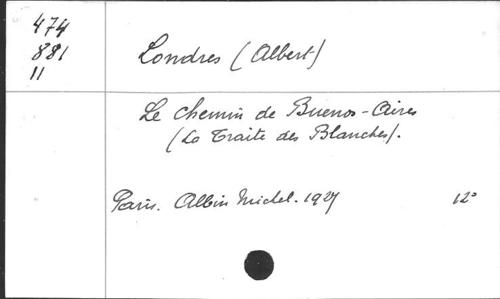 474
881
11
Londres (Albert)
Le Chemin de Buenos-Aires
(La Traite des Blanches).
Paris. Albin Michel. 1927
12°